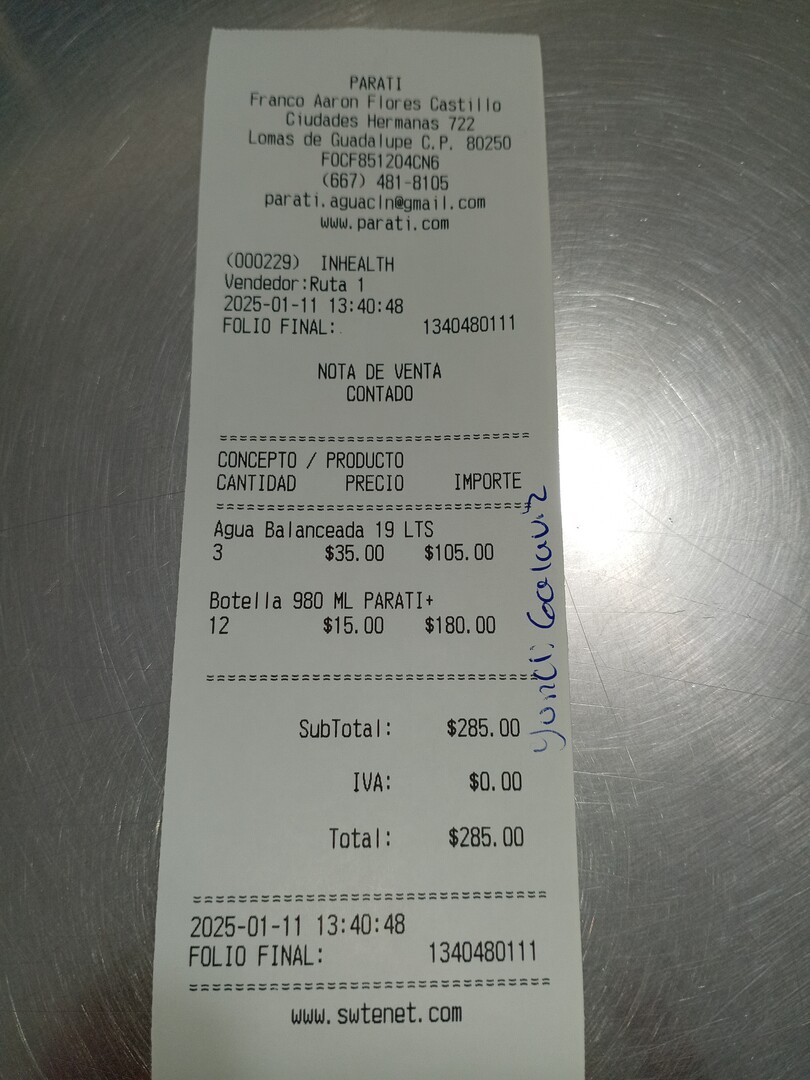 PARATI
Franco Aaron Flores Castillo
Ciudades Hermanas 722
Lomas de Guadalupe C.P. 80250
FOCF851204CN6
(667) 481-8105
parati.aguacln@gmail.com
www.parati.com
(000229) INHEALTH
Vendedor:Ruta 1
2025-01-11 13:40:48
FOLIO FINAL: 1340480111
NOTA DE VENTA
CONTADO
==============================
CONCEPTO / PRODUCTO
CANTIDAD PRECIO IMPORTE
==============================
Agua Balanceada 19 LTS
3 $35.00 $105.00
Botella 980 ML PARATI+
12 $15.00 $180.00
==============================
SubTotal: $285.00
IVA: $0.00
Total: $285.00
==============================
2025-01-11 13:40:48
FOLIO FINAL: 1340480111
==============================
www.swtenet.com